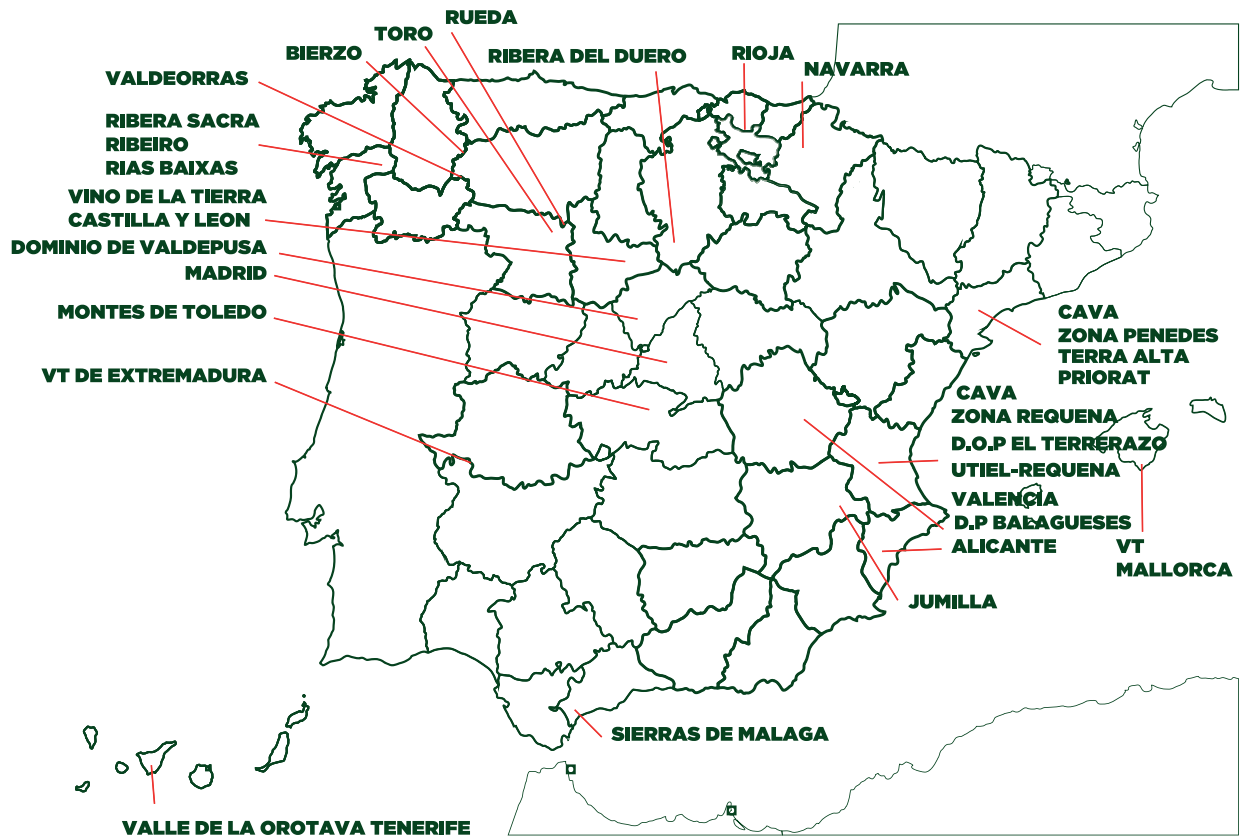 RUEDA
TORO
BIERZO
RIBERA DEL DUERO
RIOJA
NAVARRA
VALDEORRAS
RIBERA SACRA
RIBEIRO
RIAS BAIXAS
VINO DE LA TIERRA
CASTILLA Y LEON
DOMINIO DE VALDEPUSA
MADRID
MONTES DE TOLEDO
VT DE EXTREMADURA
CAVA
ZONA PENEDES
TERRA ALTA
PRIORAT
CAVA
ZONA REQUENA
D.O.P EL TERRERAZO
UTIEL-REQUENA
VALENCIA
D.P BALAGUESES
ALICANTE
VT
MALLORCA
JUMILLA
SIERRAS DE MALAGA
VALLE DE LA OROTAVA TENERIFE